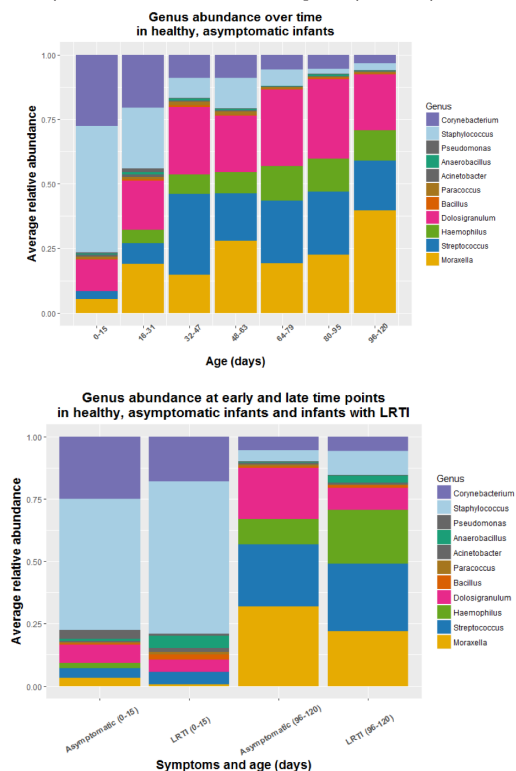 Genus abundance over time
in healthy, asymptomatic infants
1.00
0.75
0.50
0.25
0.00
Average relative abundance
0-15
16-31
32-47
48-63
64-79
80-95
96-120
Age (days)
Genus
Corynebacterium
Staphylococcus
Pseudomonas
Anaerobacillus
Acinetobacter
Paracoccus
Bacillus
Dolosigranulum
Haemophilus
Streptococcus
Moraxella
Genus abundance at early and late time points
in healthy, asymptomatic infants and infants with LRTI
1.00
0.75
0.50
0.25
0.00
Average relative abundance
Asymptomatic (0-15)
LRTI (0-15)
Asymptomatic (96-120)
LRTI (96-120)
Symptoms and age (days)
Genus
Corynebacterium
Staphylococcus
Pseudomonas
Anaerobacillus
Acinetobacter
Paracoccus
Bacillus
Dolosigranulum
Haemophilus
Streptococcus
Moraxella